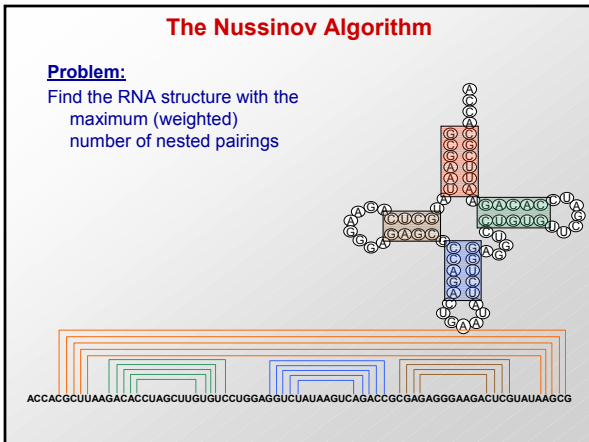 The Nussinov Algorithm
Problem:
Find the RNA structure with the
maximum (weighted)
number of nested pairings
ACCACGCUUAAGACACCUAGCUUGUGUCCUGGAGGUCUAUAAGUCAGACCGCGAGAGGGAAGACUCGUAUAAGCG